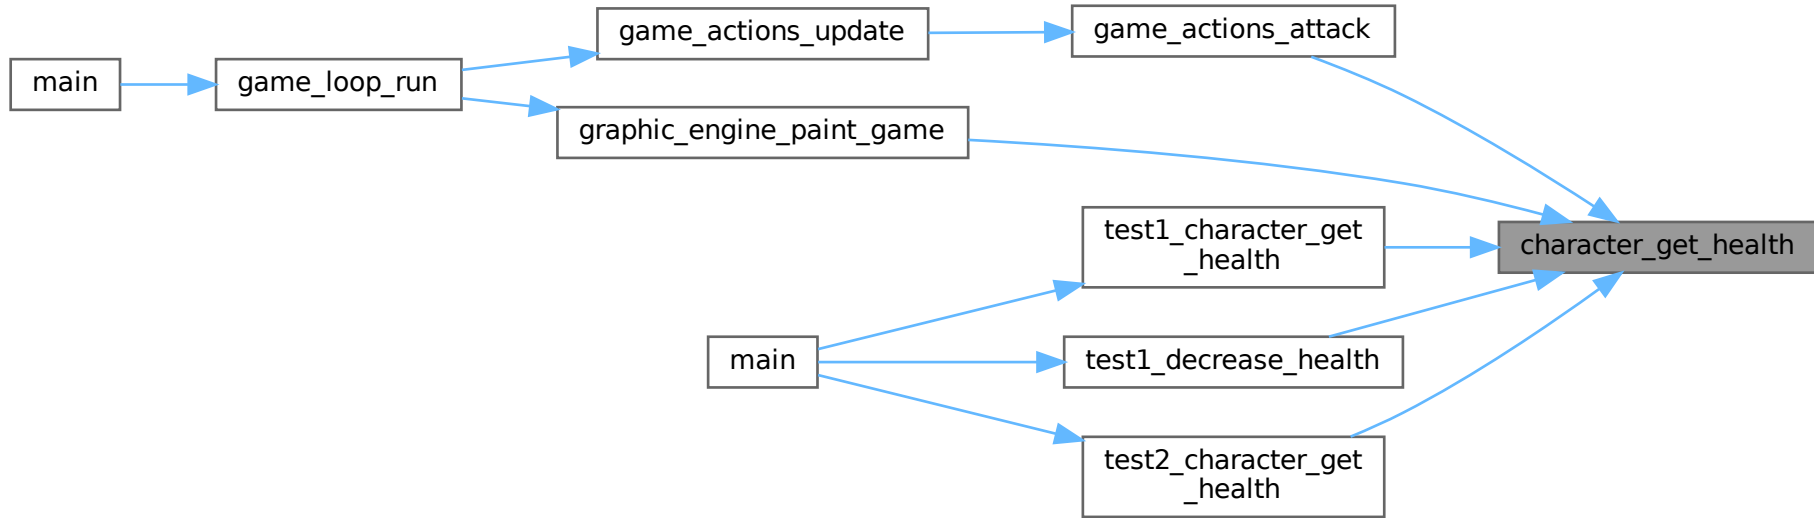 game_actions_update
game_actions_attack
main
game_loop_run
graphic_engine_paint_game
test1_character_get
_health
character_get_health
main
test1_decrease_health
test2_character_get
_health